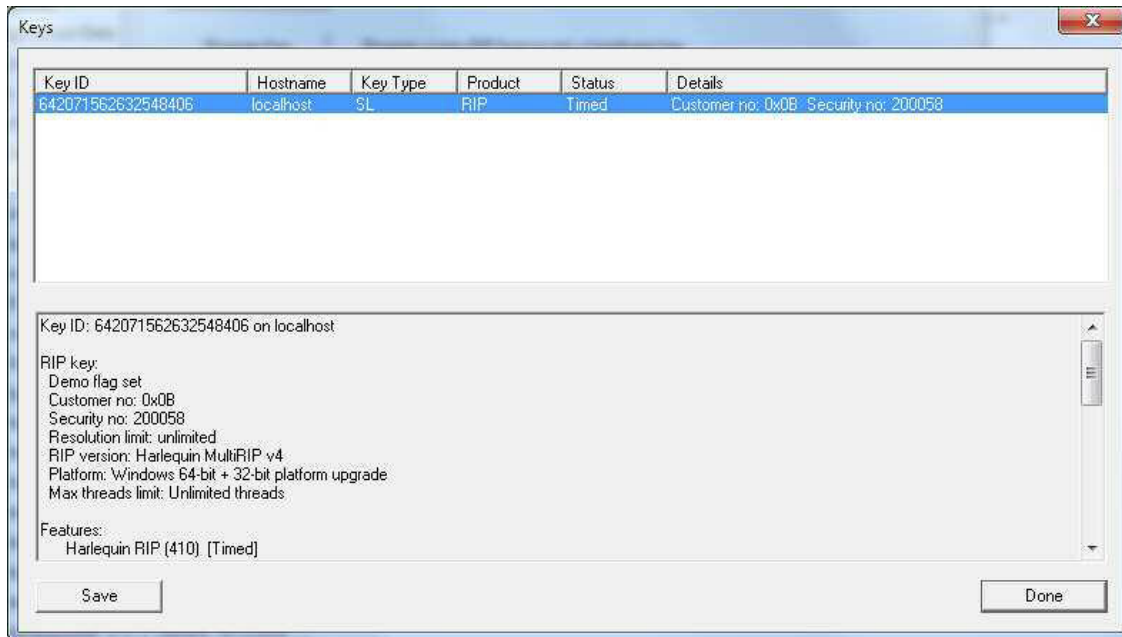 Keys
Key ID Hostname Key Type Product Status Details
642071562632548406 localhost SL RIP Timed Customer no: 0x0B Security no: 200058
Key ID: 642071562632548406 on localhost
RIP key:
Demo flag set
Customer no: 0x0B
Security no: 200058
Resolution limit: unlimited
RIP version: Harlequin MultiRIP v4
Platform: Windows 64-bit + 32-bit platform upgrade
Max threads limit: Unlimited threads
Features:
Harlequin RIP (410) [Timed]
Save Done